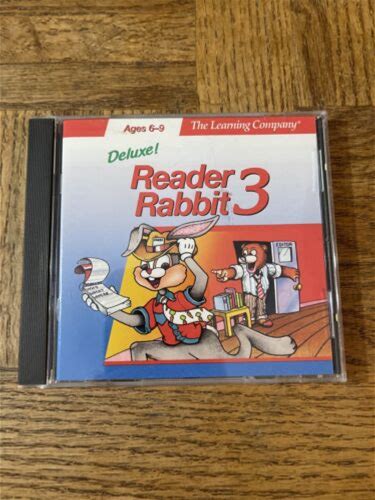 Ages 6–9
The Learning Company®
Deluxe!
Reader
Rabbit® 3
EDITOR